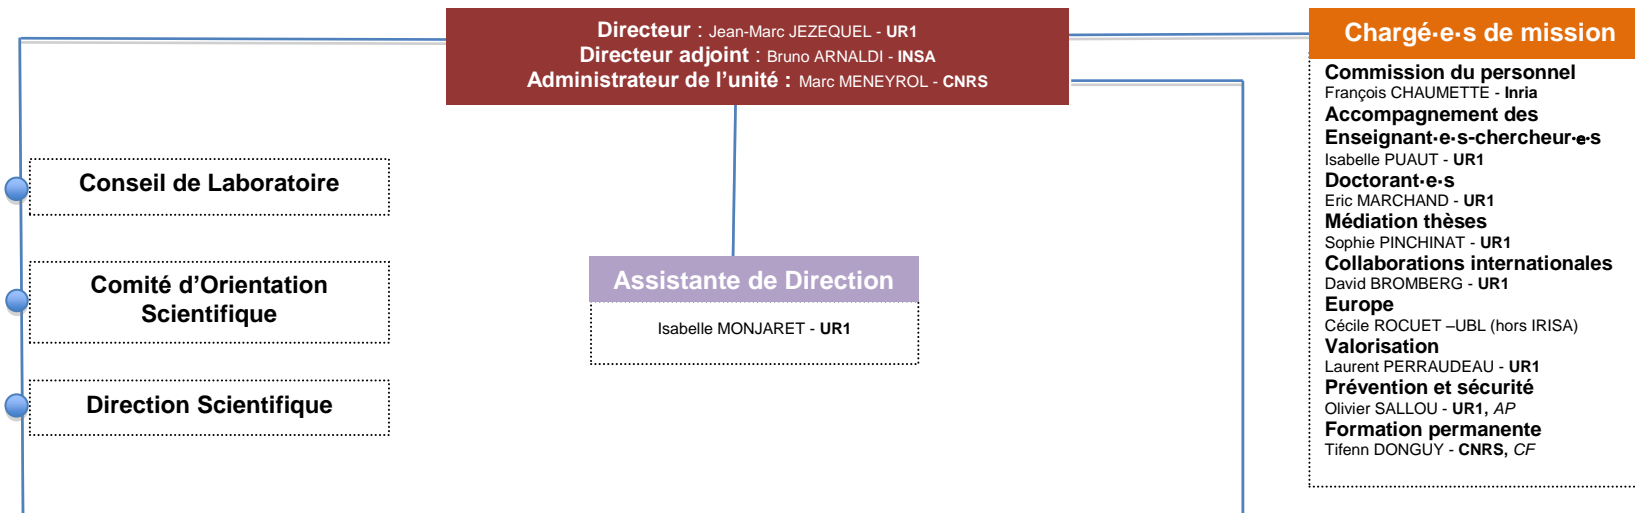 Directeur : Jean-Marc JEZEQUEL - UR1
Directeur adjoint : Bruno ARNALDI - INSA
Administrateur de l'unité : Marc MENEYROL - CNRS
Conseil de Laboratoire
Comité d'Orientation
Scientifique
Direction Scientifique
Assistante de Direction
Isabelle MONJARET - UR1
Chargé·e·s de mission
Commission du personnel
François CHAUMETTE - Inria
Accompagnement des
Enseignant·e·s-chercheur·e·s
Isabelle PUAUT - UR1
Doctorant·e·s
Eric MARCHAND - UR1
Médiation thèses
Sophie PINCHINAT - UR1
Collaborations internationales
David BROMBERG - UR1
Europe
Cécile ROCUET –UBL (hors IRISA)
Valorisation
Laurent PERRAUDEAU - UR1
Prévention et sécurité
Olivier SALLOU - UR1, AP
Formation permanente
Tifenn DONGUY - CNRS, CF